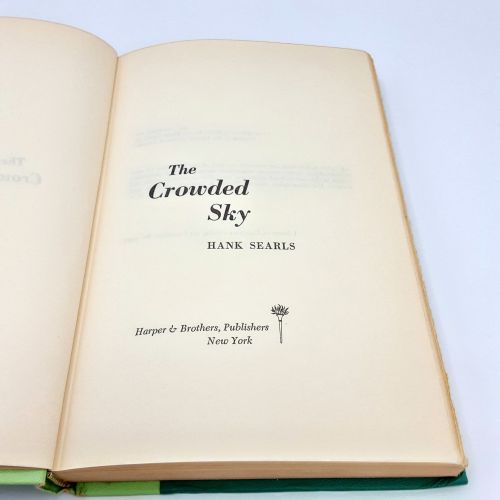 The
Crowded
Sky
HANK SEARLS
Harper & Brothers, Publishers
New York